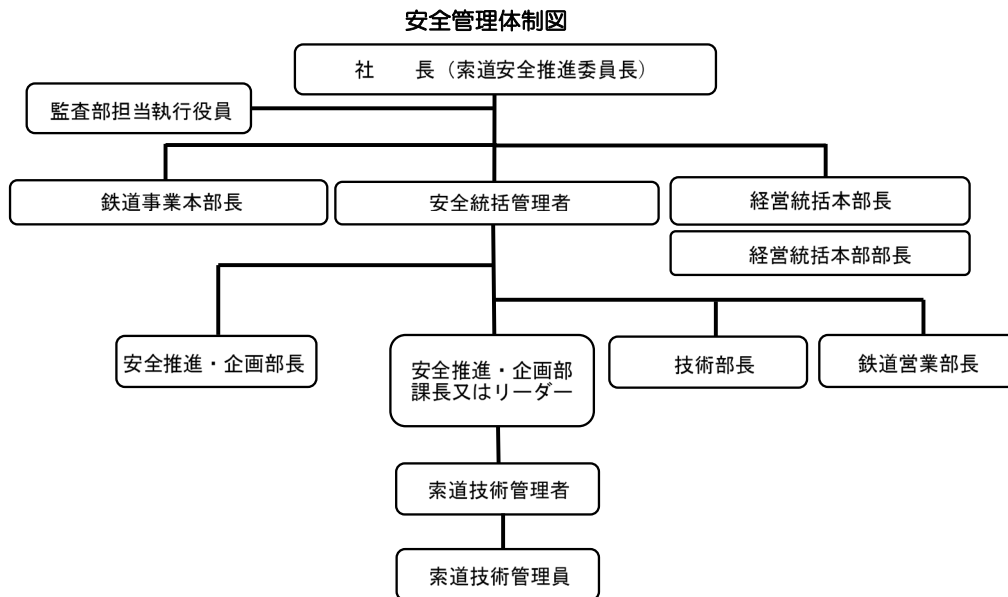 安全管理体制図
社　　長（索道安全推進委員長）
監査部担当執行役員
鉄道事業本部長
安全統括管理者
経営統括本部長
経営統括本部部長
安全推進・企画部長
安全推進・企画部
課長又はリーダー
技術部長
鉄道営業部長
索道技術管理者
索道技術管理員